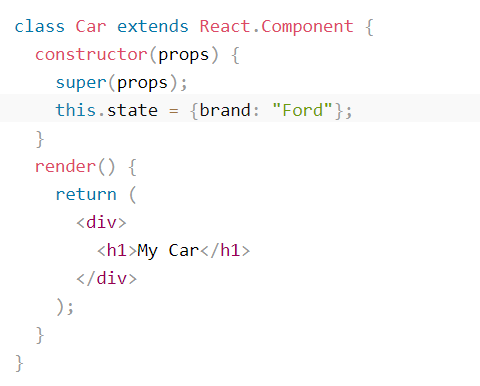 class Car extends React.Component {
  constructor(props) {
    super(props);
    this.state = {brand: "Ford"};
  }
  render() {
    return (
      <div>
        <h1>My Car</h1>
      </div>
    );
  }
}